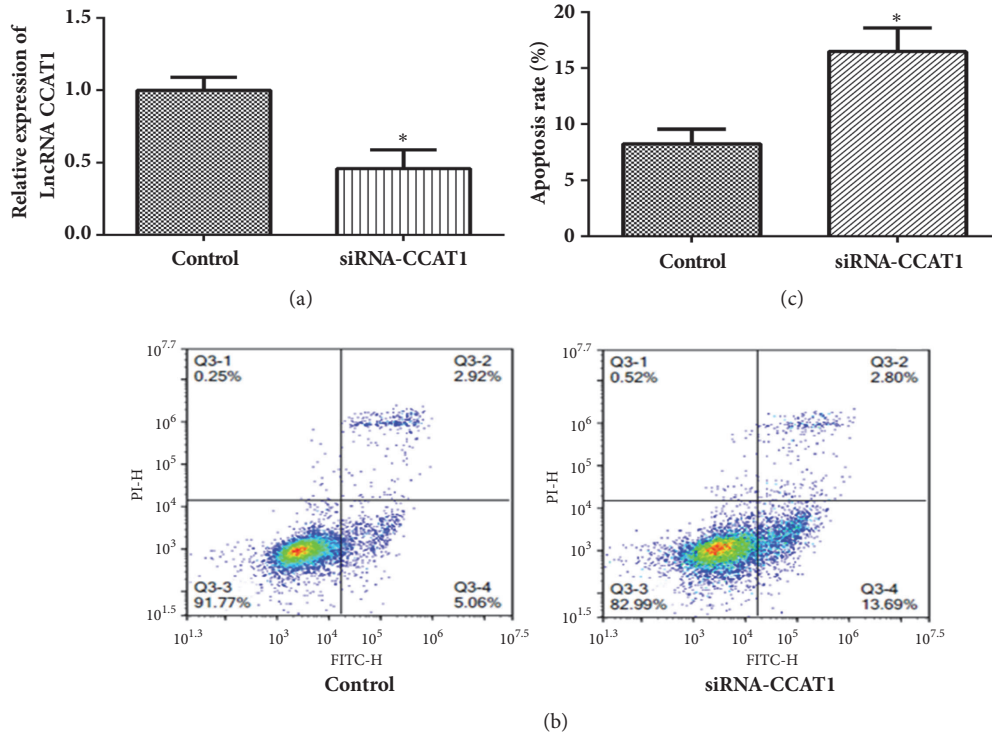 Relative expression of
LncRNA CCAT1
1.5
1.0
0.5
0.0
*
Control
siRNA-CCAT1
(a)
Apoptosis rate (%)
20
15
10
5
0
*
Control
siRNA-CCAT1
(c)
PI-H
10^7.7
10^6
10^5
10^4
10^3
10^1.5
Q3-1
0.25%
Q3-2
2.92%
Q3-3
91.77%
Q3-4
5.06%
10^1.3
10^3
10^4
10^5
10^6
10^7.5
FITC-H
Control
PI-H
10^7.7
10^6
10^5
10^4
10^3
10^1.5
Q3-1
0.52%
Q3-2
2.80%
Q3-3
82.99%
Q3-4
13.69%
10^1.3
10^3
10^4
10^5
10^6
10^7.5
FITC-H
siRNA-CCAT1
(b)